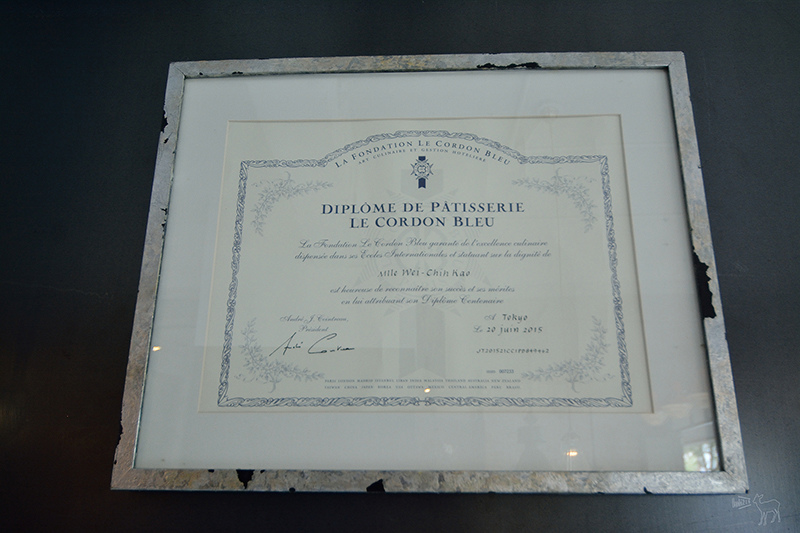 LA FONDATION LE CORDON BLEU
ART CULINAIRE ET GESTION HÔTELIÈRE
DIPLÔME DE PÂTISSERIE
LE CORDON BLEU
La Fondation Le Cordon Bleu garante de l'excellence culinaire
dispensée dans ses Ecoles Internationales et statuant sur la dignité de
Mlle Wei-Chih Kao
est heureuse de reconnaître son succès et ses mérites
en lui attribuant son Diplôme Centenaire
André J. Cointreau
Président
A Tokyo
Le 20 juin 2015